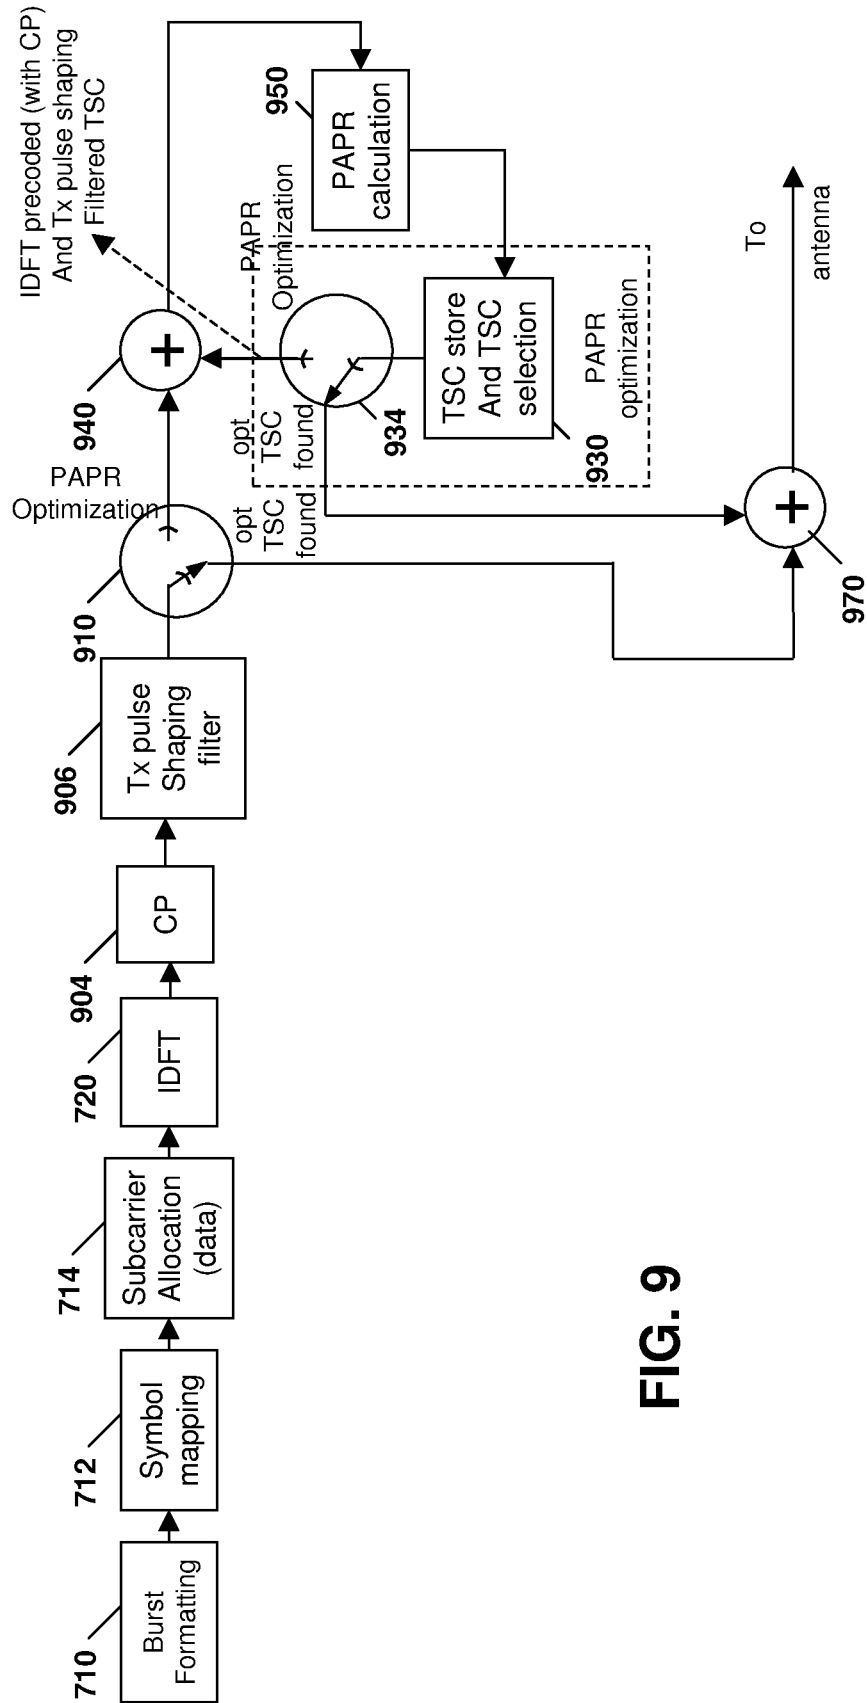 IDFT precoded (with CP)
And Tx pulse shaping
Filtered TSC
710
Burst
Formatting
712
Symbol
mapping
714
Subcarrier
Allocation
(data)
720
IDFT
904
CP
906
Tx pulse
Shaping
filter
910
PAPR
Optimization
opt
TSC
found
940
+
PAPR
Optimization
opt
TSC
found
934
950
PAPR
calculation
TSC store
And TSC
selection
930
PAPR
optimization
+
970
To
antenna
FIG. 9